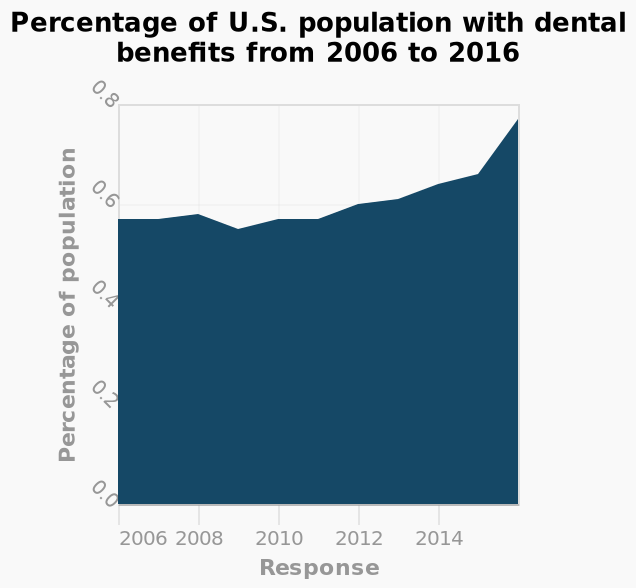 Percentage of U.S. population with dental
benefits from 2006 to 2016
Percentage of population
0.8
0.6
0.4
0.2
0.0
2006 2008 2010 2012 2014
Response